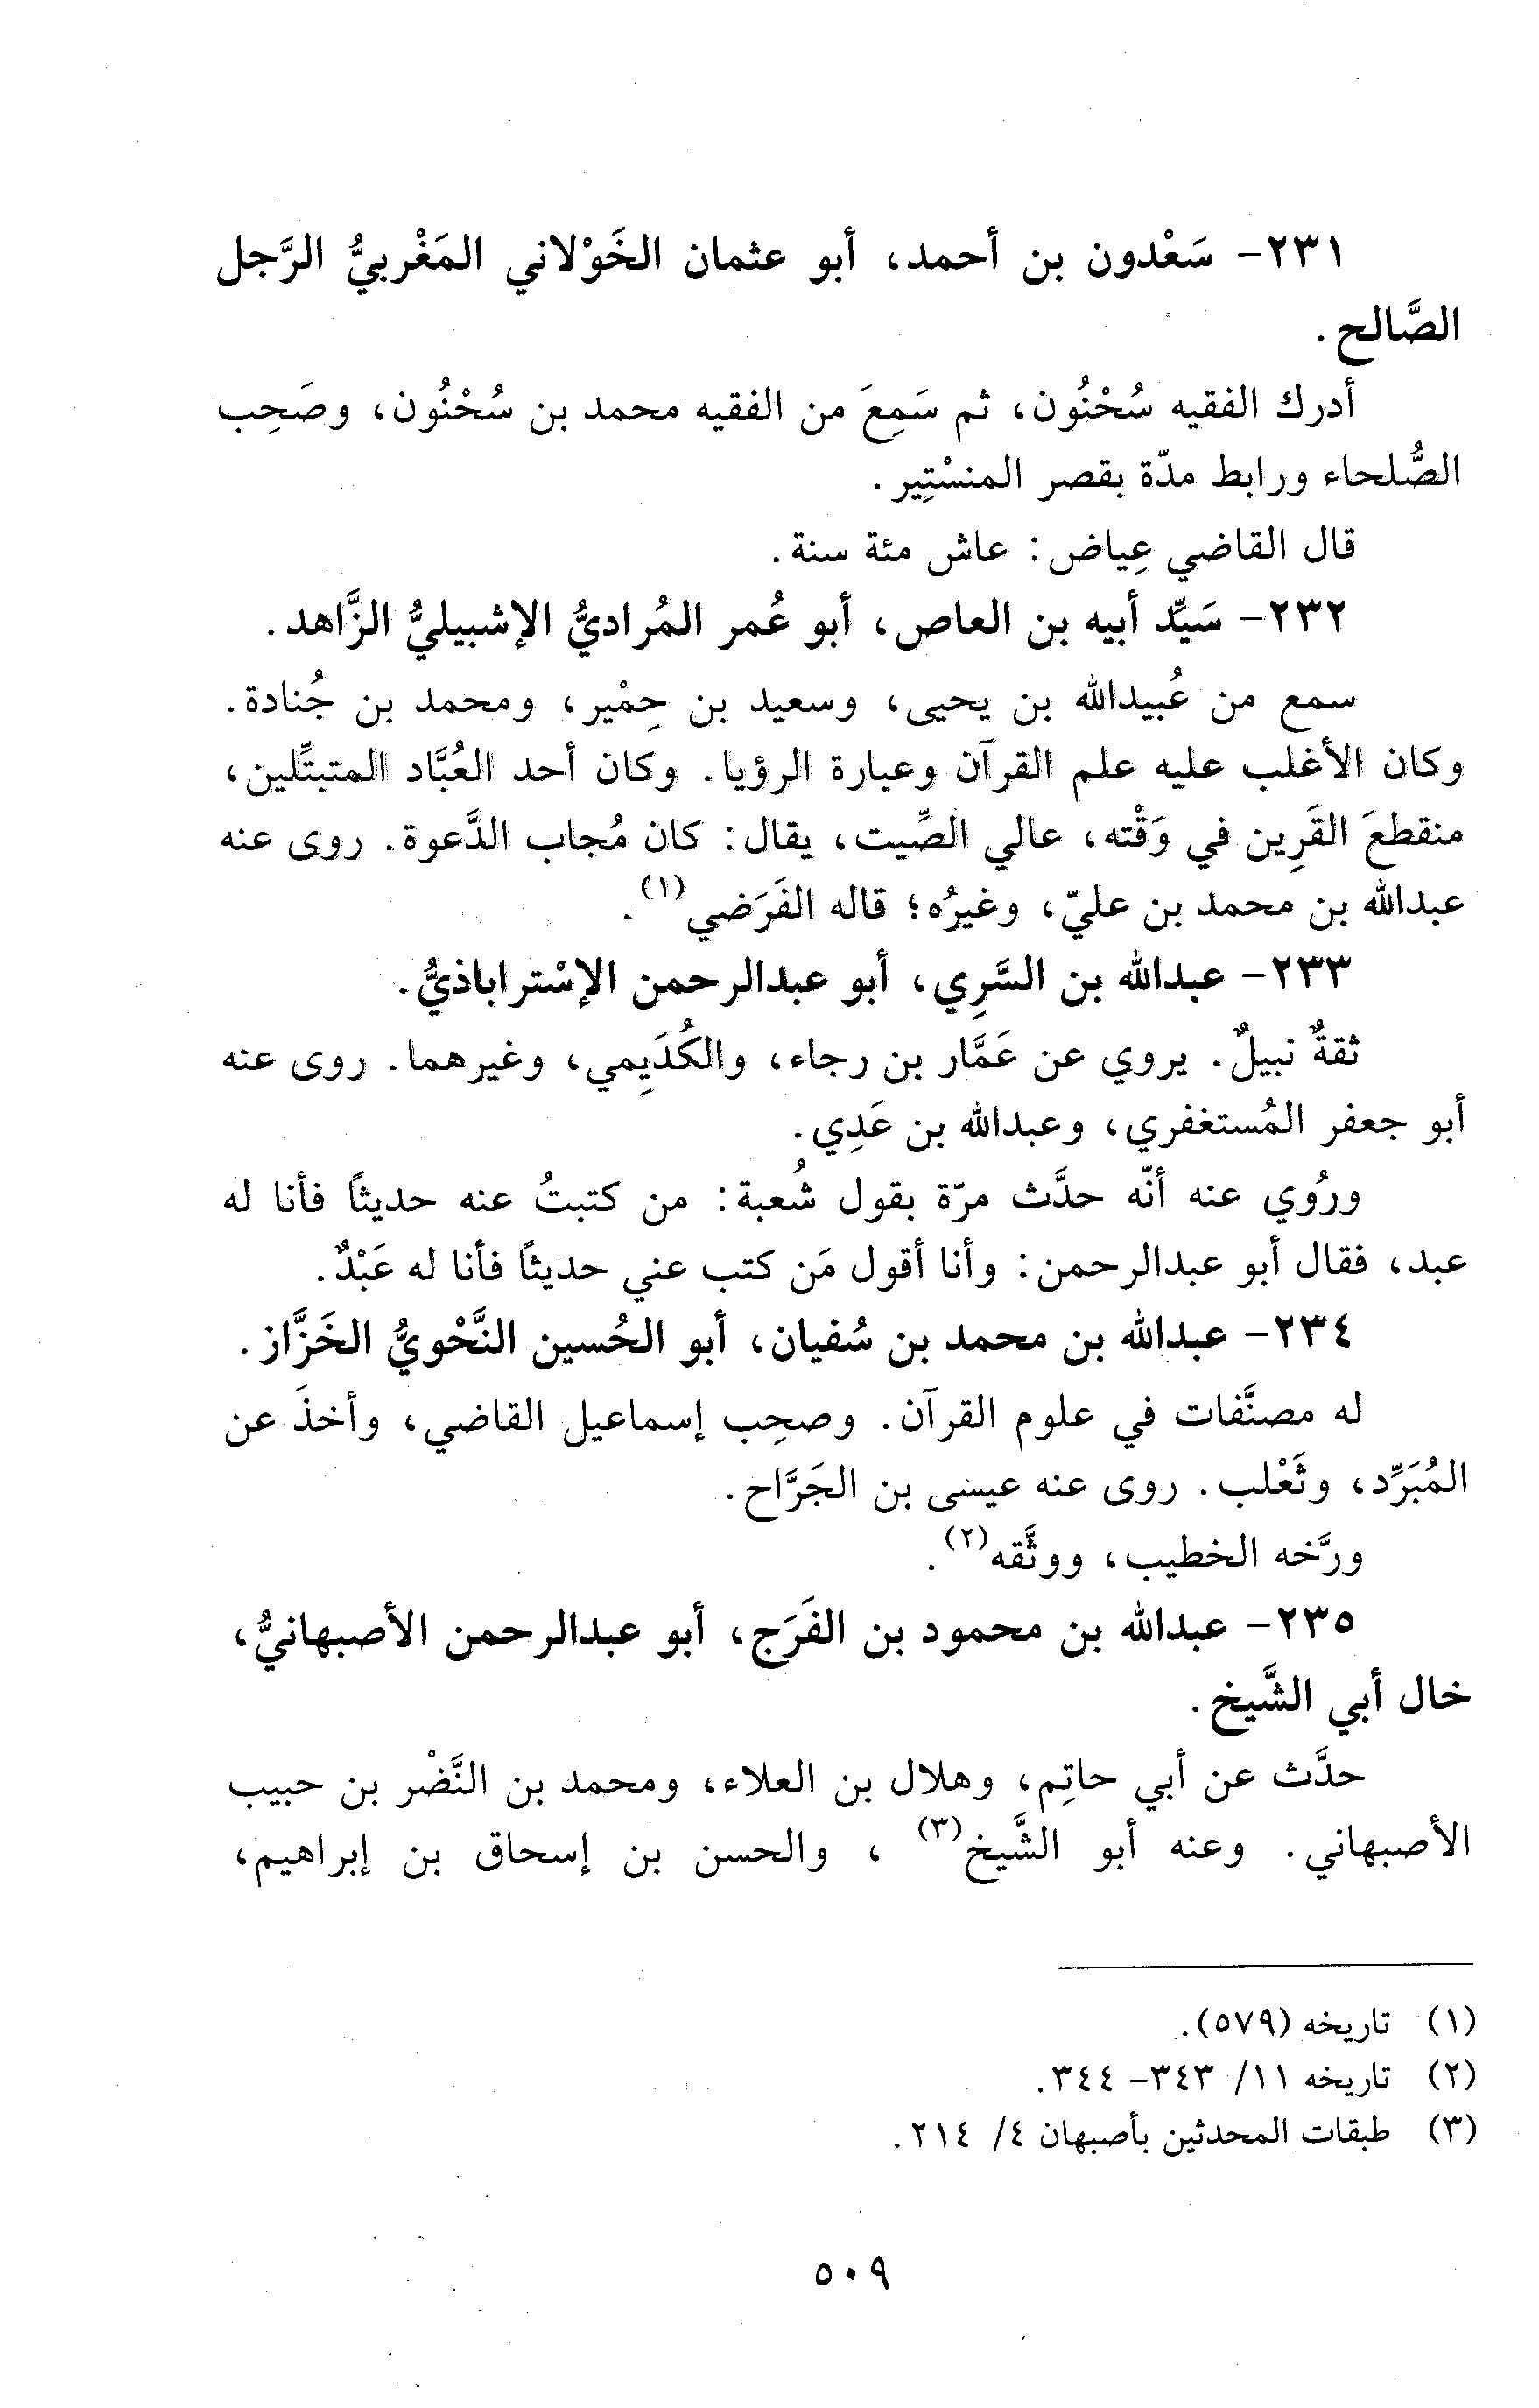 ٢٣١- سَعْدون بن أحمد، أبو عثمان الخَوْلاني المَغْربيُّ الرَّجل
الصَّالح.
أدرك الفقيه سُحْنُون، ثم سَمِعَ من الفقيه محمد بن سُحْنُون، وصَحِب
الصُّلحاء ورابط مدّة بقصر المنسْتِير.
قال القاضي عِياض: عاش مئة سنة.
٢٣٢- سَيِّد أبيه بن العاص، أبو عُمر المُراديُّ الإشبيليُّ الزَّاهد.
سمع من عُبيدالله بن يحيى، وسعيد بن حِمْير، ومحمد بن جُنادة.
وكان الأغلب عليه علم القرآن وعبارة الرؤيا. وكان أحد العُبَّاد المتبتِّلين،
منقطعَ القَرِين في وَقْته، عالي الصِّيت، يقال: كان مُجاب الدَّعوة. روى عنه
عبدالله بن محمد بن عليّ، وغيرُه؛ قاله الفَرَضي(١).
٢٣٣- عبدالله بن السَّرِي، أبو عبدالرحمن الإسْتراباذيُّ.
ثقةٌ نبيلٌ. يروي عن عَمَّار بن رجاء، والكُدَيِمي، وغيرهما. روى عنه
أبو جعفر المُستغفري، وعبدالله بن عَدِي.
ورُوي عنه أنّه حدَّث مرّة بقول شُعبة: من كتبتُ عنه حديثاً فأنا له
عبد، فقال أبو عبدالرحمن: وأنا أقول مَن كتب عني حديثاً فأنا له عَبْدٌ.
٢٣٤- عبدالله بن محمد بن سُفيان، أبو الحُسين النَّحْويُّ الخَزَّاز.
له مصنَّفات في علوم القرآن. وصحِب إسماعيل القاضي، وأخذَ عن
المُبَرِّد، وثَعْلب. روى عنه عيسى بن الجَرَّاح.
ورَّخه الخطيب، ووثَّقه(٢).
٢٣٥- عبدالله بن محمود بن الفَرَج، أبو عبدالرحمن الأصبهانيُّ،
خال أبي الشَّيخ.
حدَّث عن أبي حاتِم، وهلال بن العلاء، ومحمد بن النَّضْر بن حبيب
الأصبهاني. وعنه أبو الشَّيخ(٣)، والحسن بن إسحاق بن إبراهيم،
(١) تاريخه (٥٧٩).
(٢) تاريخه ١١/ ٣٤٣- ٣٤٤.
(٣) طبقات المحدثين بأصبهان ٤/ ٢١٤.
٥٠٩